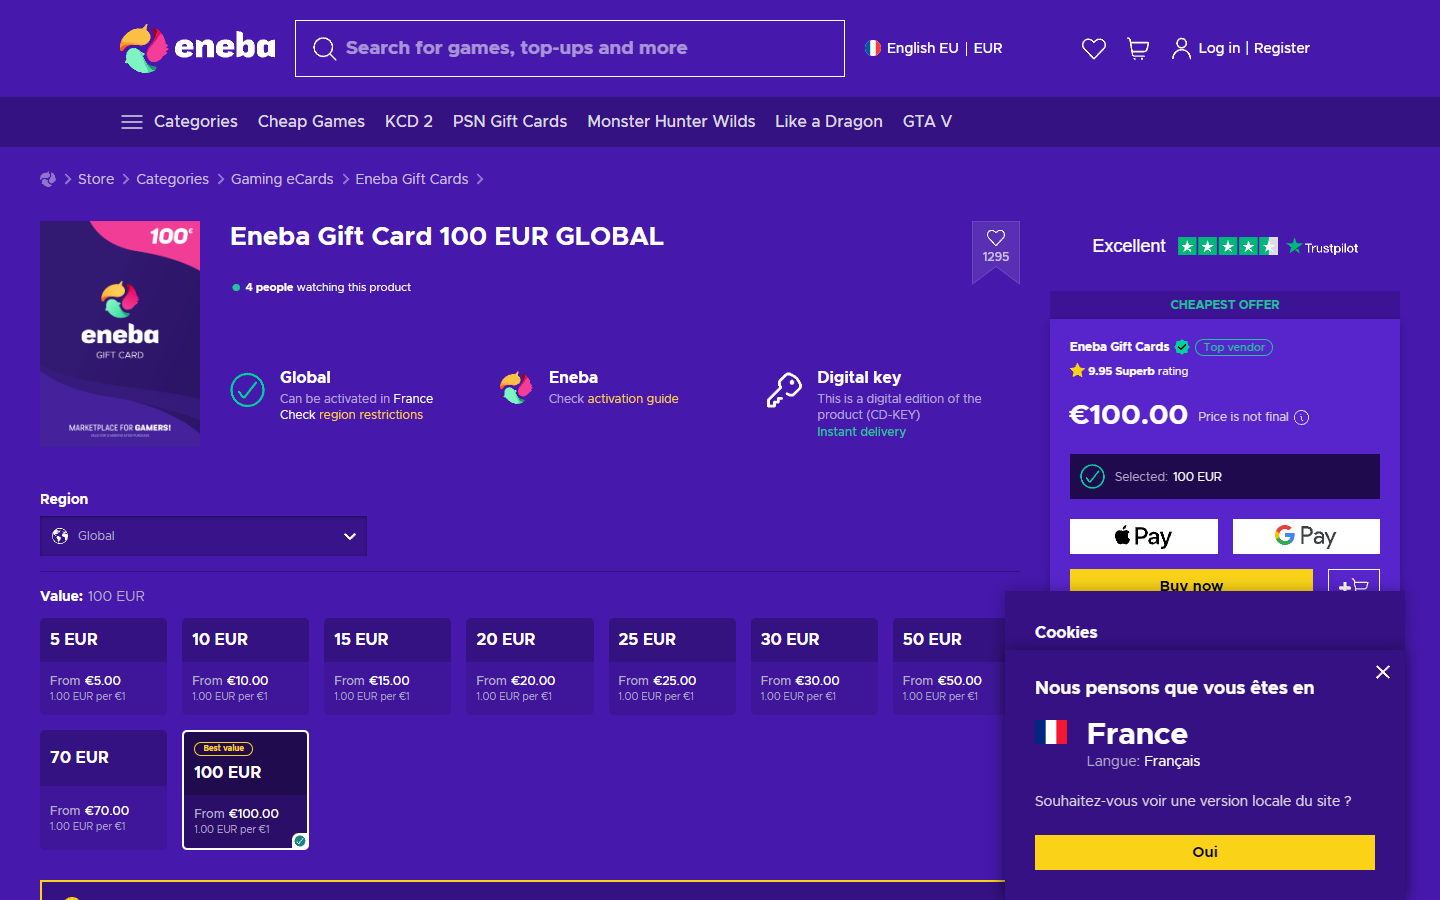 eneba
Search for games, top-ups and more
English EU | EUR
Log in | Register
Categories
Cheap Games
KCD 2
PSN Gift Cards
Monster Hunter Wilds
Like a Dragon
GTA V
Store
Categories
Gaming eCards
Eneba Gift Cards
100€
eneba
GIFT CARD
MARKETPLACE FOR GAMERS!
Eneba Gift Card 100 EUR GLOBAL
4 people watching this product
1295
Global
Can be activated in France
Check region restrictions
Eneba
Check activation guide
Digital key
This is a digital edition of the
product (CD-KEY)
Instant delivery
Excellent
Trustpilot
CHEAPEST OFFER
Eneba Gift Cards
Top vendor
9.95 Superb rating
€100.00
Price is not final
Selected: 100 EUR
Pay
G Pay
Buy now
Region
Global
Value: 100 EUR
5 EUR
From €5.00
1.00 EUR per €1
10 EUR
From €10.00
1.00 EUR per €1
15 EUR
From €15.00
1.00 EUR per €1
20 EUR
From €20.00
1.00 EUR per €1
25 EUR
From €25.00
1.00 EUR per €1
30 EUR
From €30.00
1.00 EUR per €1
50 EUR
From €50.00
1.00 EUR per €1
70 EUR
From €70.00
1.00 EUR per €1
Best value
100 EUR
From €100.00
1.00 EUR per €1
Cookies
Nous pensons que vous êtes en
France
Langue: Français
Souhaitez-vous voir une version locale du site ?
Oui